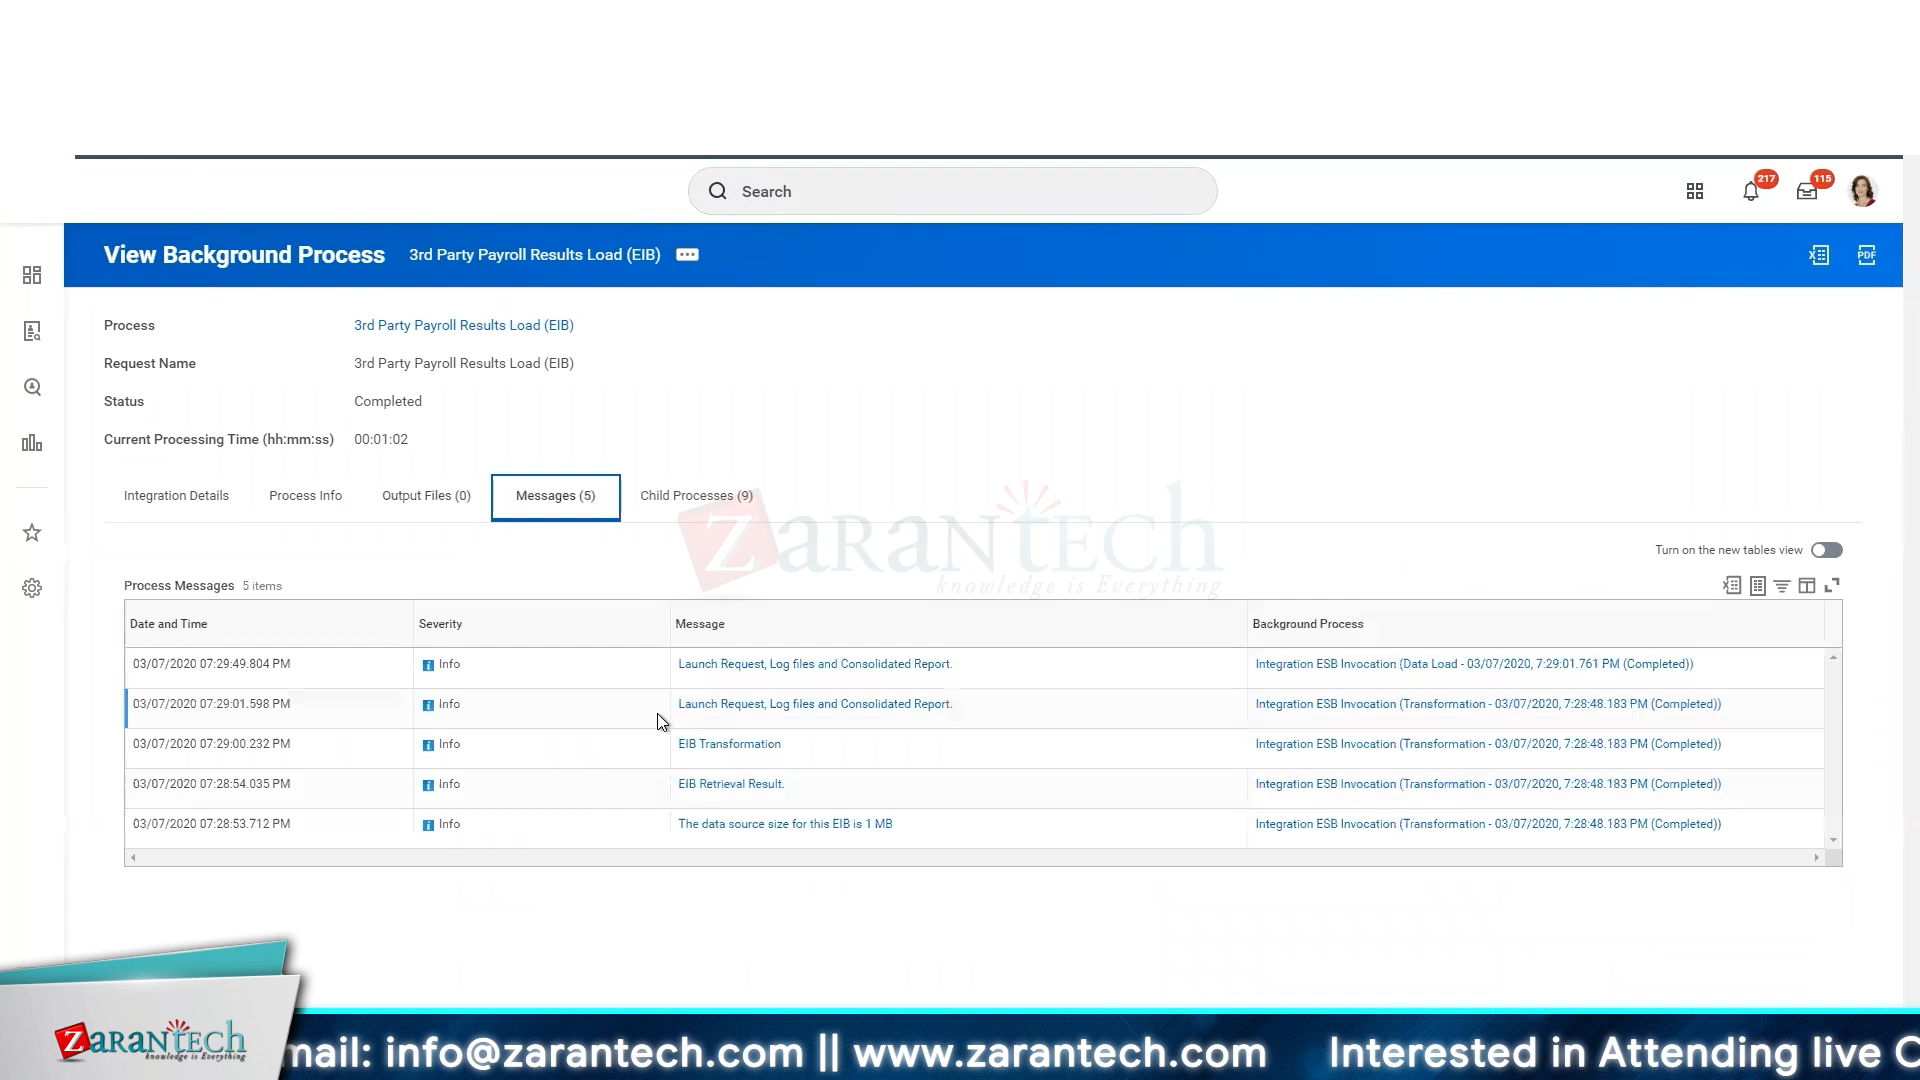 Search
217
115
View Background Process 3rd Party Payroll Results Load (EIB)
PDF
Process 3rd Party Payroll Results Load (EIB)
Request Name 3rd Party Payroll Results Load (EIB)
Status Completed
Current Processing Time (hh:mm:ss) 00:01:02
Integration Details Process Info Output Files (0) Messages (5) Child Processes (9)
ZaranTech
knowledge is Everything
Turn on the new tables view
Process Messages 5 items
Date and Time Severity Message Background Process
03/07/2020 07:29:49.804 PM Info Launch Request, Log files and Consolidated Report. Integration ESB Invocation (Data Load - 03/07/2020, 7:29:01.761 PM (Completed))
03/07/2020 07:29:01.598 PM Info Launch Request, Log files and Consolidated Report. Integration ESB Invocation (Transformation - 03/07/2020, 7:28:48.183 PM (Completed))
03/07/2020 07:29:00.232 PM Info EIB Transformation Integration ESB Invocation (Transformation - 03/07/2020, 7:28:48.183 PM (Completed))
03/07/2020 07:28:54.035 PM Info EIB Retrieval Result. Integration ESB Invocation (Transformation - 03/07/2020, 7:28:48.183 PM (Completed))
03/07/2020 07:28:53.712 PM Info The data source size for this EIB is 1 MB Integration ESB Invocation (Transformation - 03/07/2020, 7:28:48.183 PM (Completed))
ZaranTech
knowledge is Everything
mail: info@zarantech.com || www.zarantech.com Interested in Attending live C